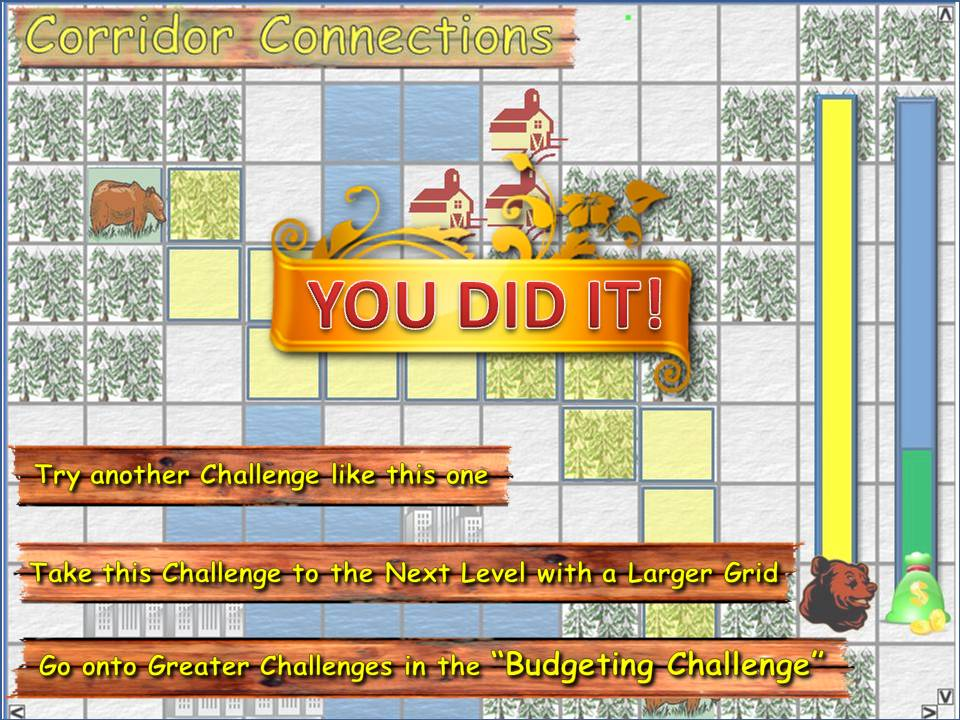 Corridor Connections
YOU DID IT!
Try another Challenge like this one
Take this Challenge to the Next Level with a Larger Grid
$
Go onto Greater Challenges in the “Budgeting Challenge”